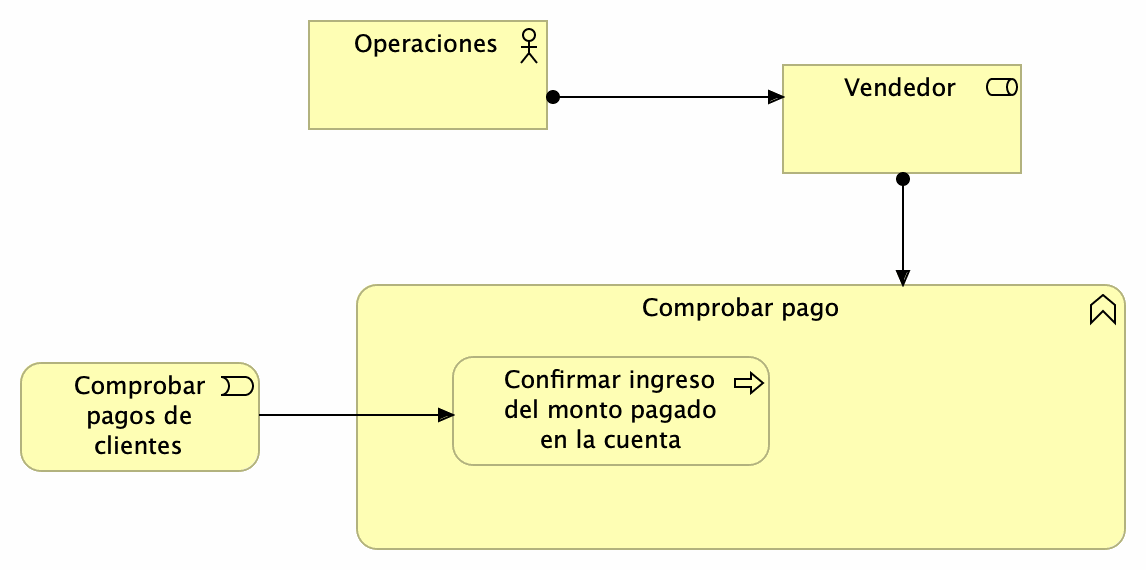 Operaciones
Vendedor
Comprobar pago
Comprobar
pagos de
clientes
Confirmar ingreso
del monto pagado
en la cuenta